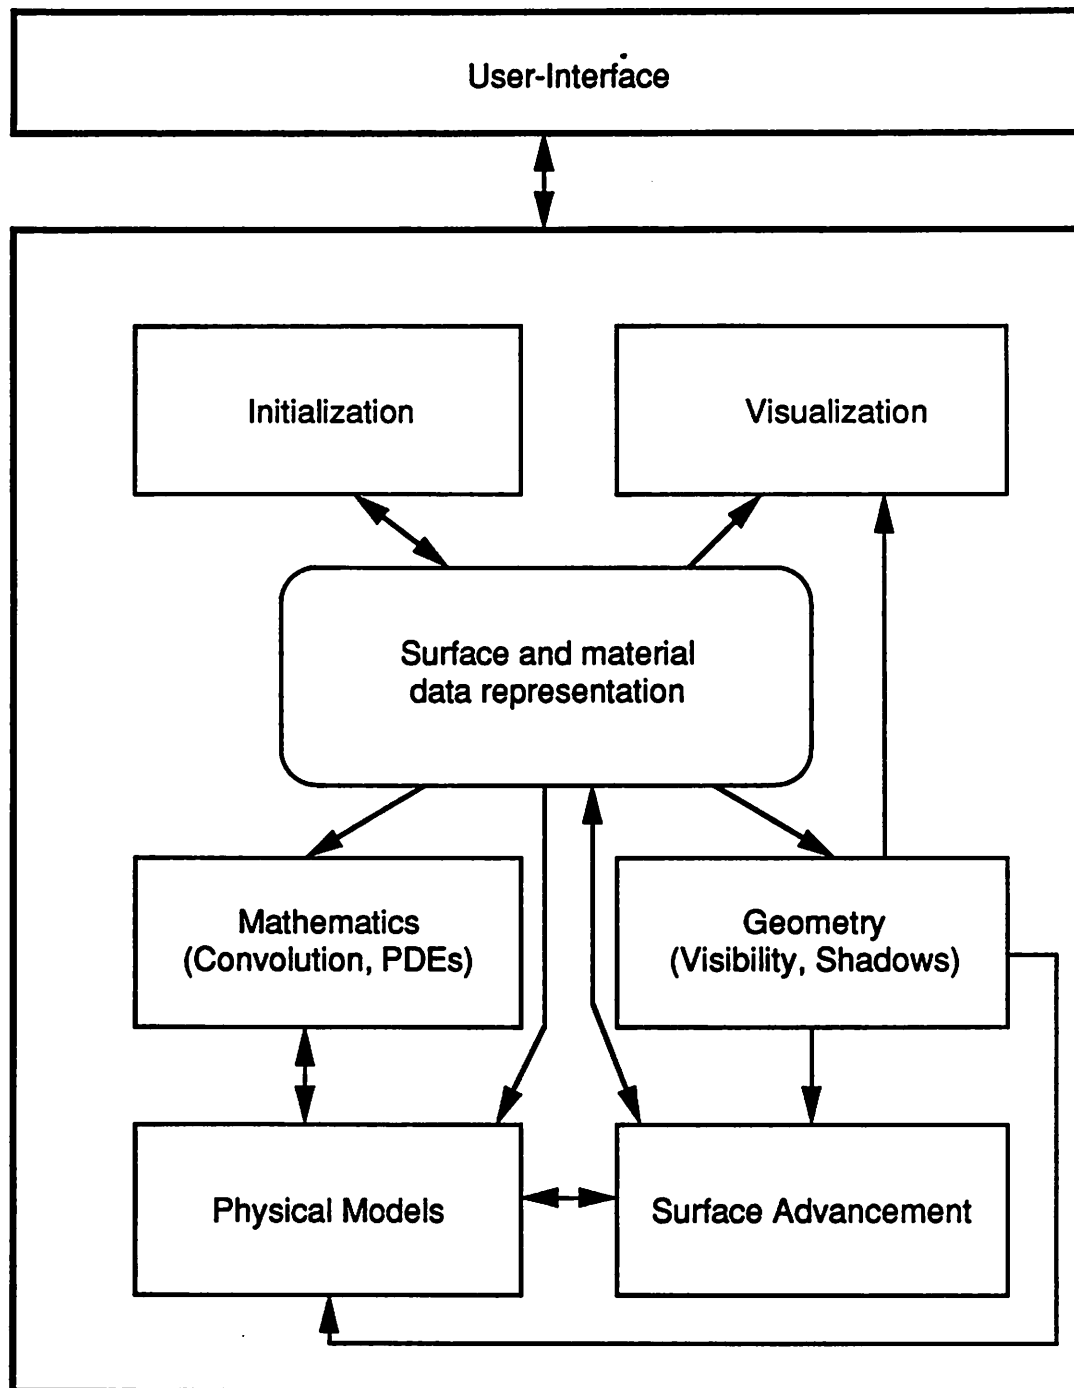 User-Interface
Initialization
Visualization
Surface and material
data representation
Mathematics
(Convolution, PDEs)
Geometry
(Visibility, Shadows)
Physical Models
Surface Advancement